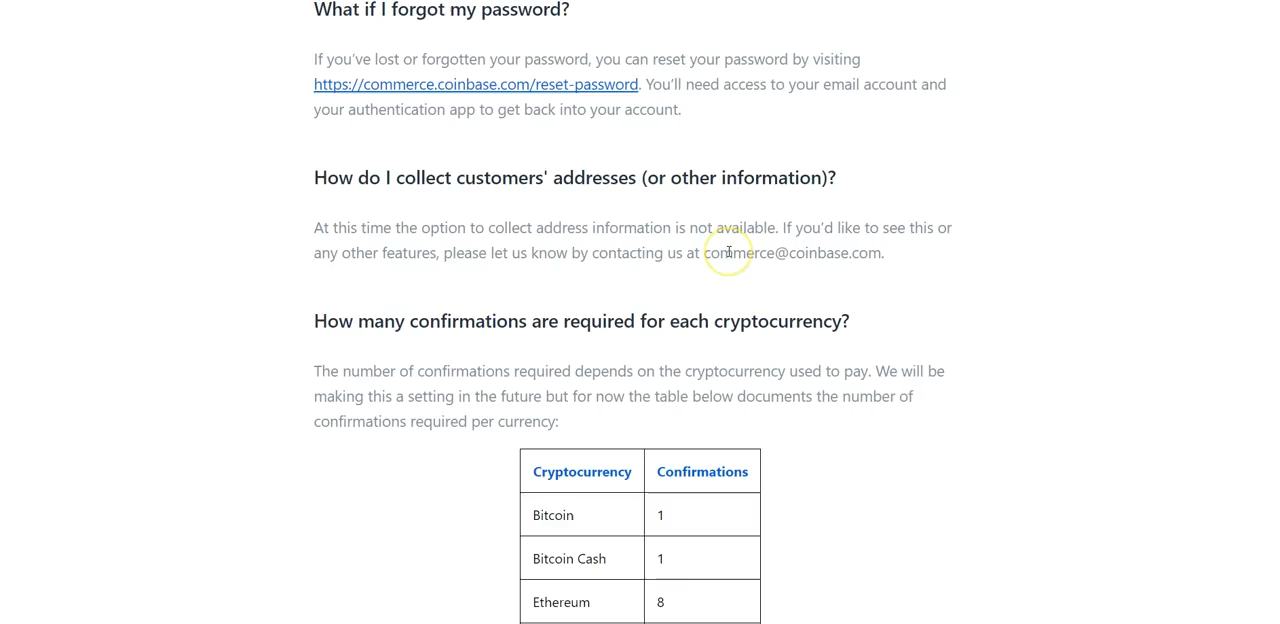 What if I forgot my password?
If you’ve lost or forgotten your password, you can reset your password by visiting
https://commerce.coinbase.com/reset-password. You’ll need access to your email account and
your authentication app to get back into your account.
How do I collect customers' addresses (or other information)?
At this time the option to collect address information is not available. If you’d like to see this or
any other features, please let us know by contacting us at commerce@coinbase.com.
How many confirmations are required for each cryptocurrency?
The number of confirmations required depends on the cryptocurrency used to pay. We will be
making this a setting in the future but for now the table below documents the number of
confirmations required per currency:
Cryptocurrency Confirmations
Bitcoin 1
Bitcoin Cash 1
Ethereum 8